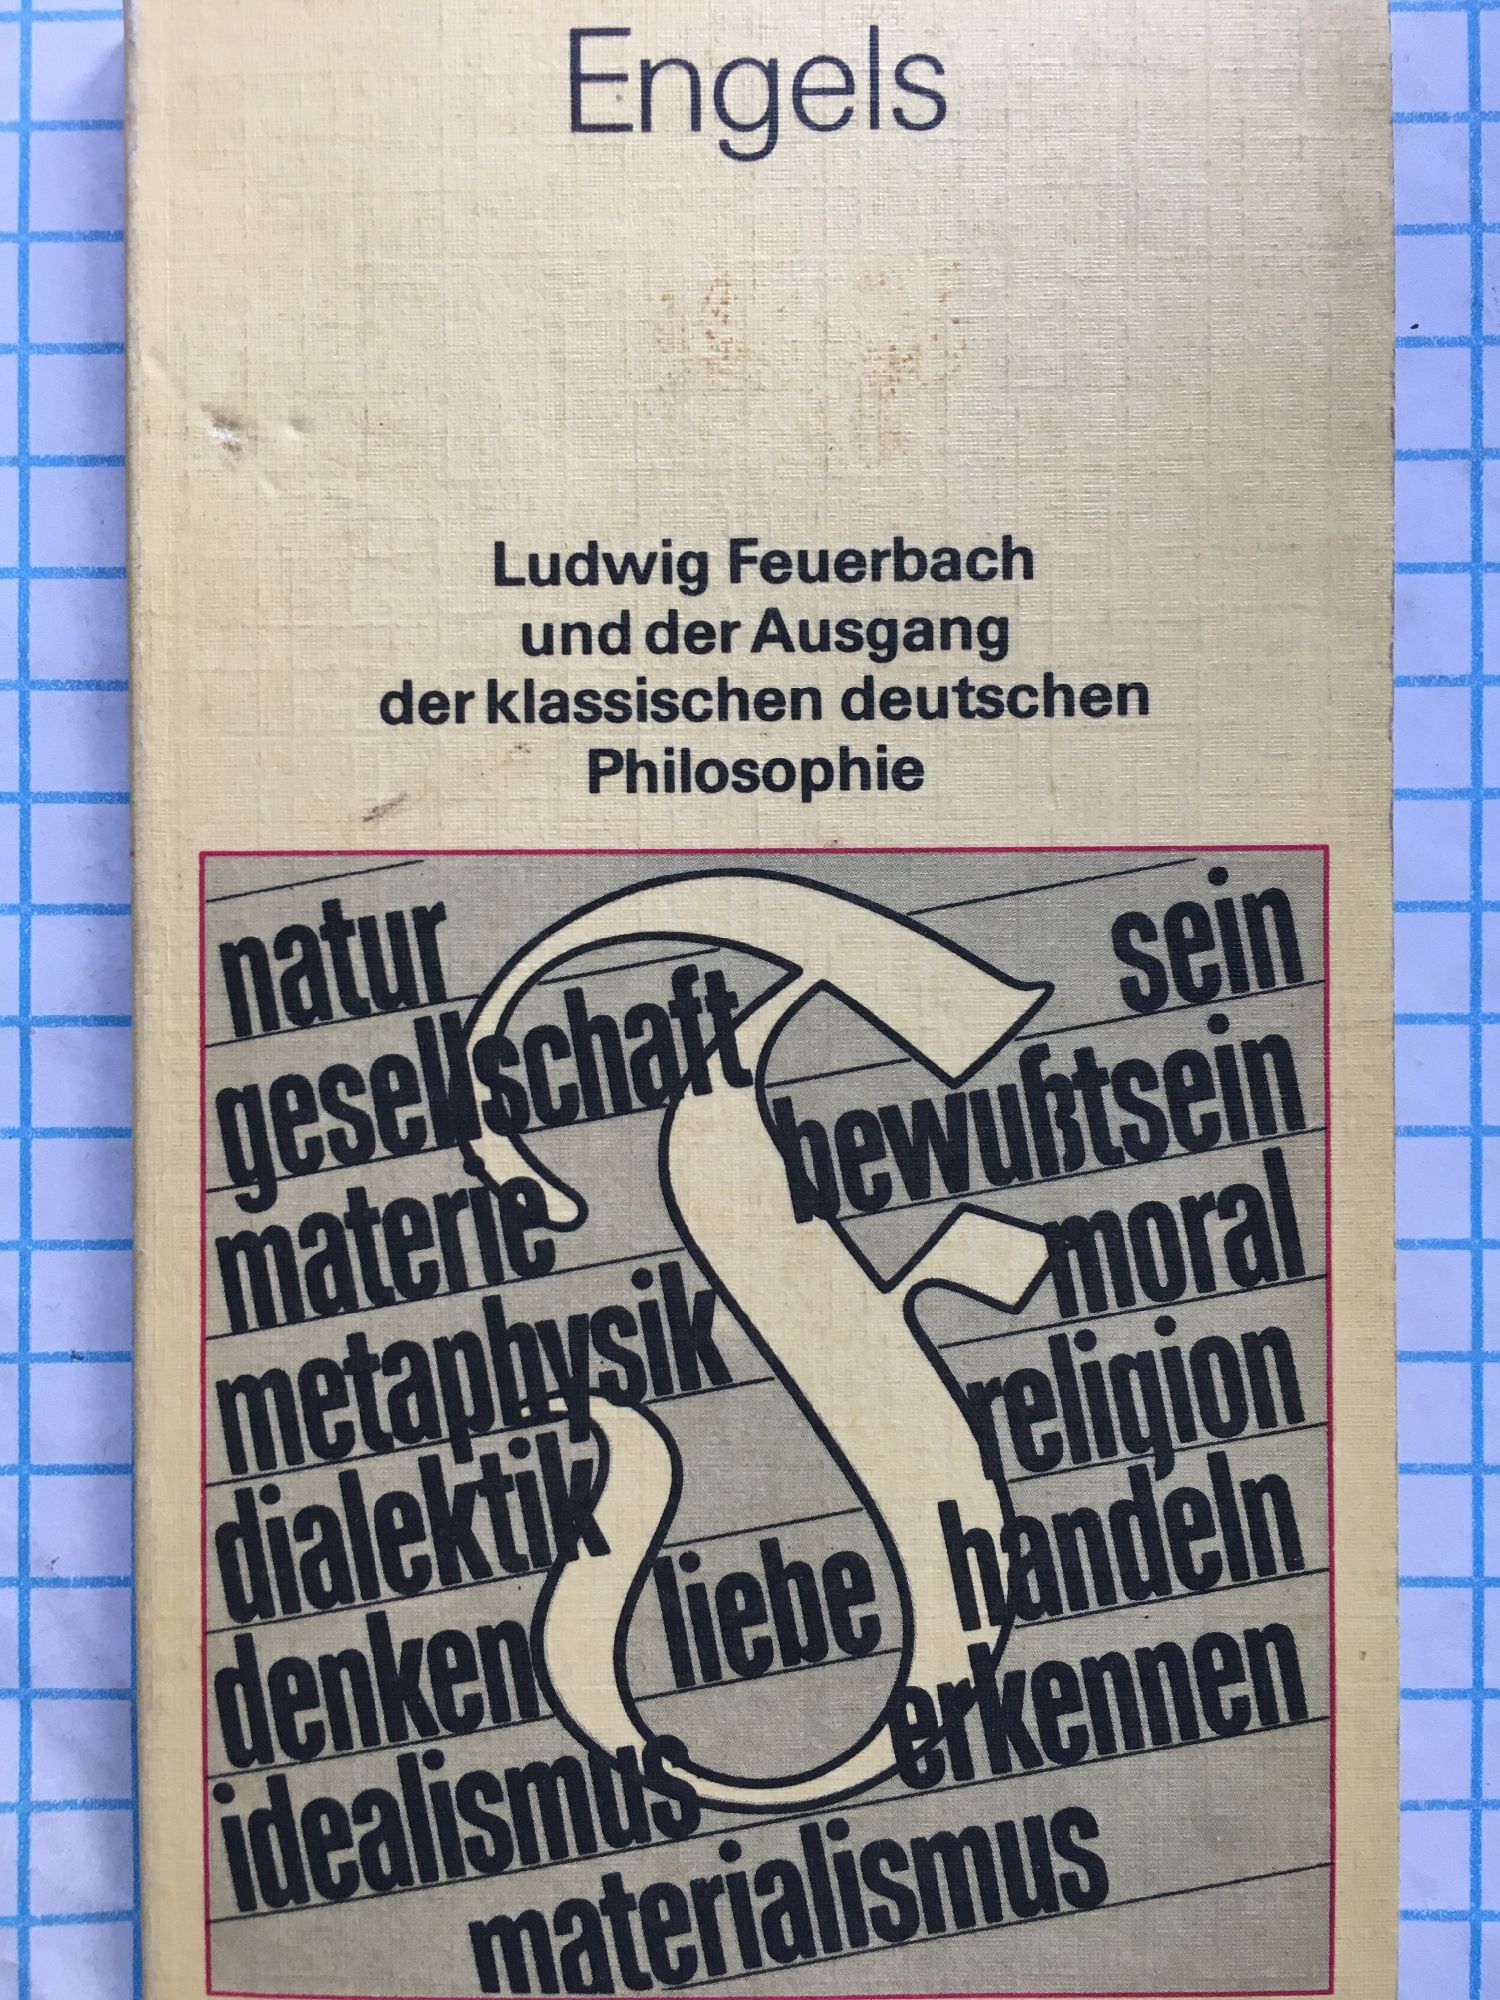 Engels
Ludwig Feuerbach
und der Ausgang
der klassischen deutschen
Philosophie
natur
sein
gesellschaft
bewußtsein
materie
moral
metaphysik
religion
dialektik
liebe
handeln
denken
erkennen
idealismus
materialismus